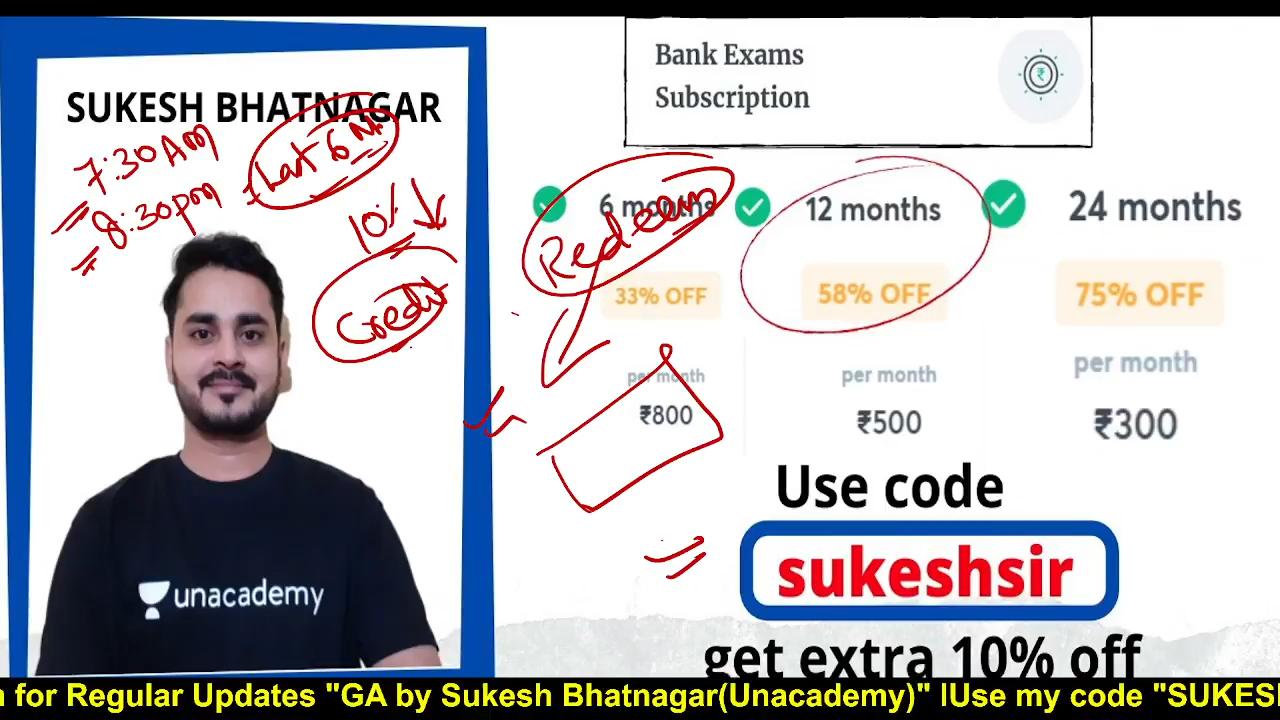 SUKESH BHATNAGAR
7:30 AM
8:30 pm
Last 6 M
10%
Credit
unacademy
Bank Exams
Subscription
Redeem
6 months
12 months
24 months
33% OFF
58% OFF
75% OFF
per month
per month
per month
₹800
₹500
₹300
Use code
sukeshsir
get extra 10% off
for Regular Updates "GA by Sukesh Bhatnagar(Unacademy)" |Use my code "SUKES